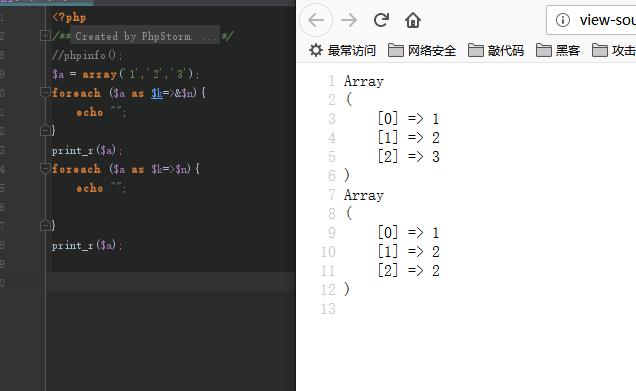 <?php
/** Created by PhpStorm. ...*/
//phpinfo();
$a = array('1','2','3');
foreach ($a as $k=>&$n){
echo "";
}
print_r($a);
foreach ($a as $k=>$n){
echo "";
}
print_r($a);
view-sou
最常访问 网络安全 敲代码 黑客 攻击
1 Array
2 (
3 [0] => 1
4 [1] => 2
5 [2] => 3
6 )
7 Array
8 (
9 [0] => 1
10 [1] => 2
11 [2] => 2
12 )
13